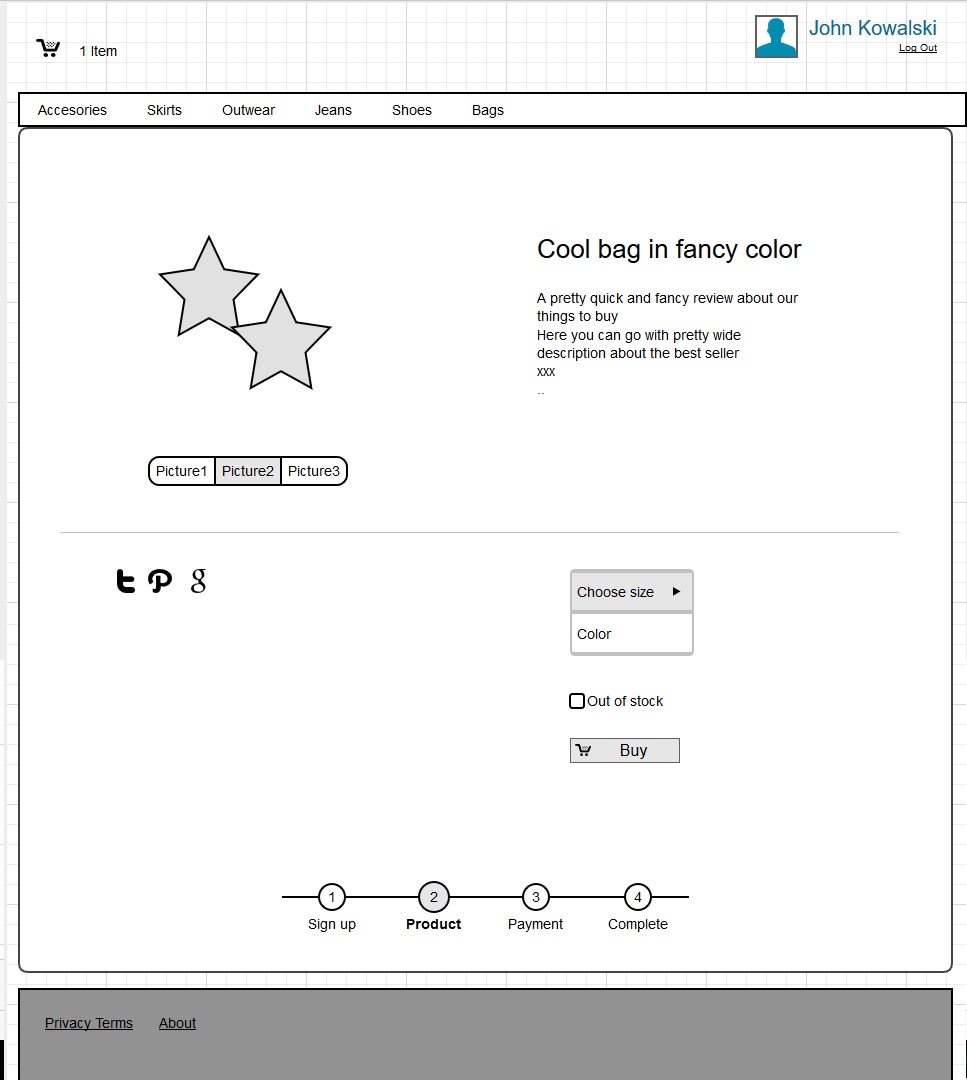 1 Item
John Kowalski
Log Out
Accesories Skirts Outwear Jeans Shoes Bags
Cool bag in fancy color
A pretty quick and fancy review about our
things to buy
Here you can go with pretty wide
description about the best seller
xxx
..
Picture1 Picture2 Picture3
Choose size
Color
Out of stock
Buy
1 2 3 4
Sign up Product Payment Complete
Privacy Terms About